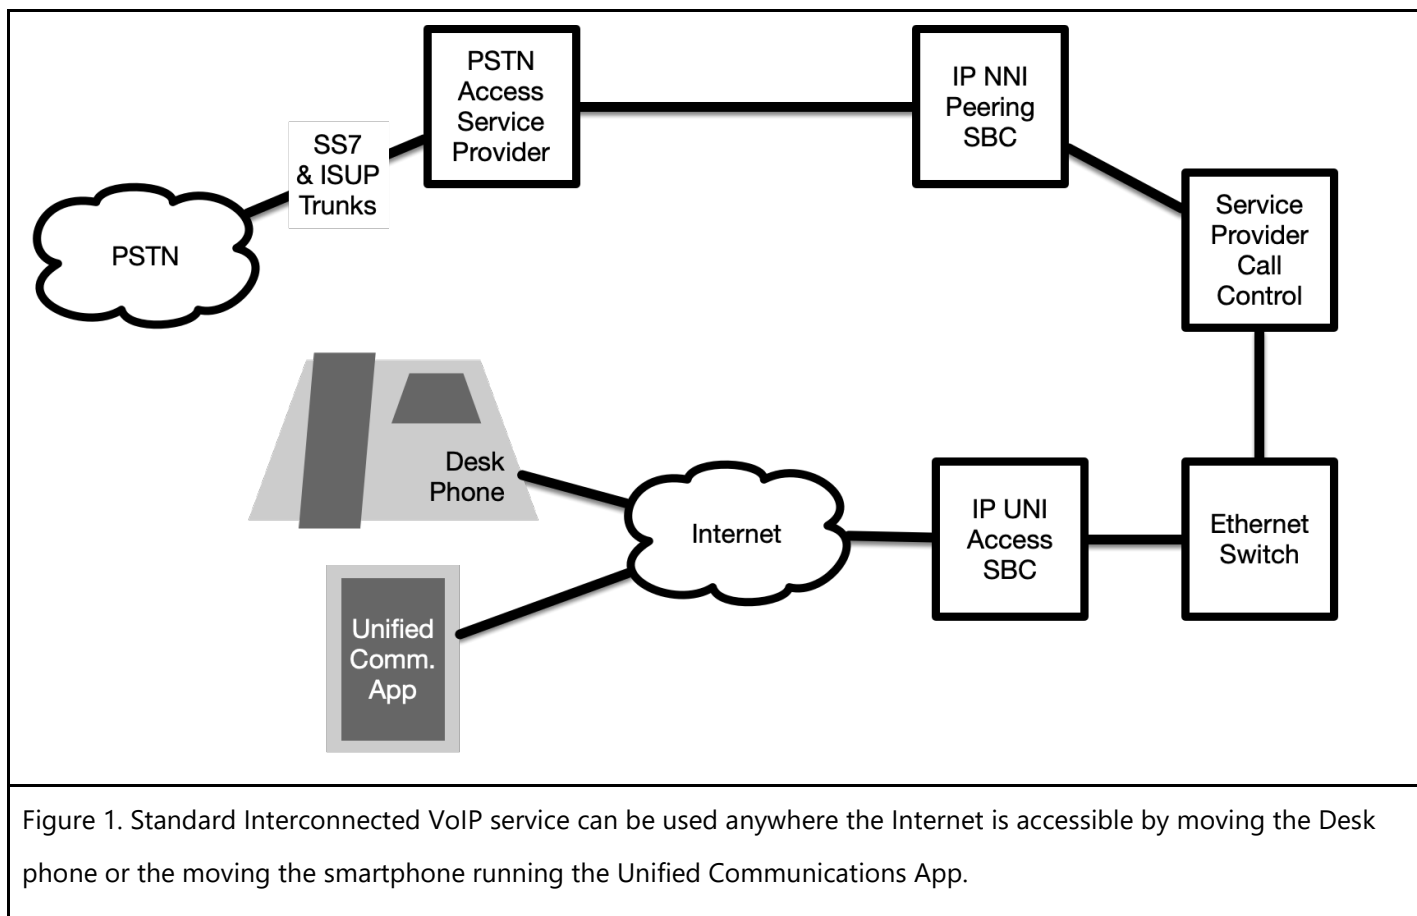 PSTN
Access
Service
Provider
IP NNI
Peering
SBC
SS7
& ISUP
Trunks
Service
Provider
Call
Control
PSTN
Desk
Phone
Internet
IP UNI
Access
SBC
Ethernet
Switch
Unified
Comm.
App
Figure 1. Standard Interconnected VoIP service can be used anywhere the Internet is accessible by moving the Desk
phone or the moving the smartphone running the Unified Communications App.